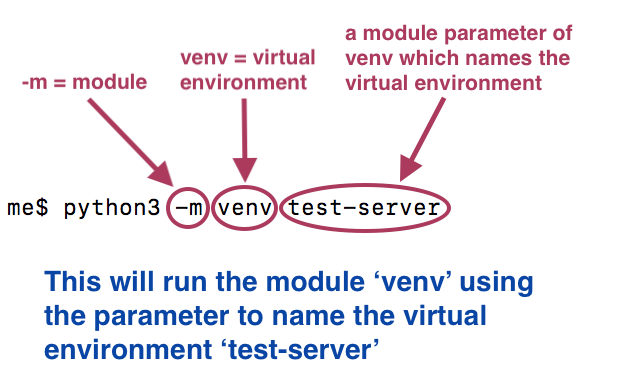 -m = module
venv = virtual
environment
a module parameter of
venv which names the
virtual environment
me$ python3 -m venv test-server
This will run the module ‘venv’ using
the parameter to name the virtual
environment ‘test-server’